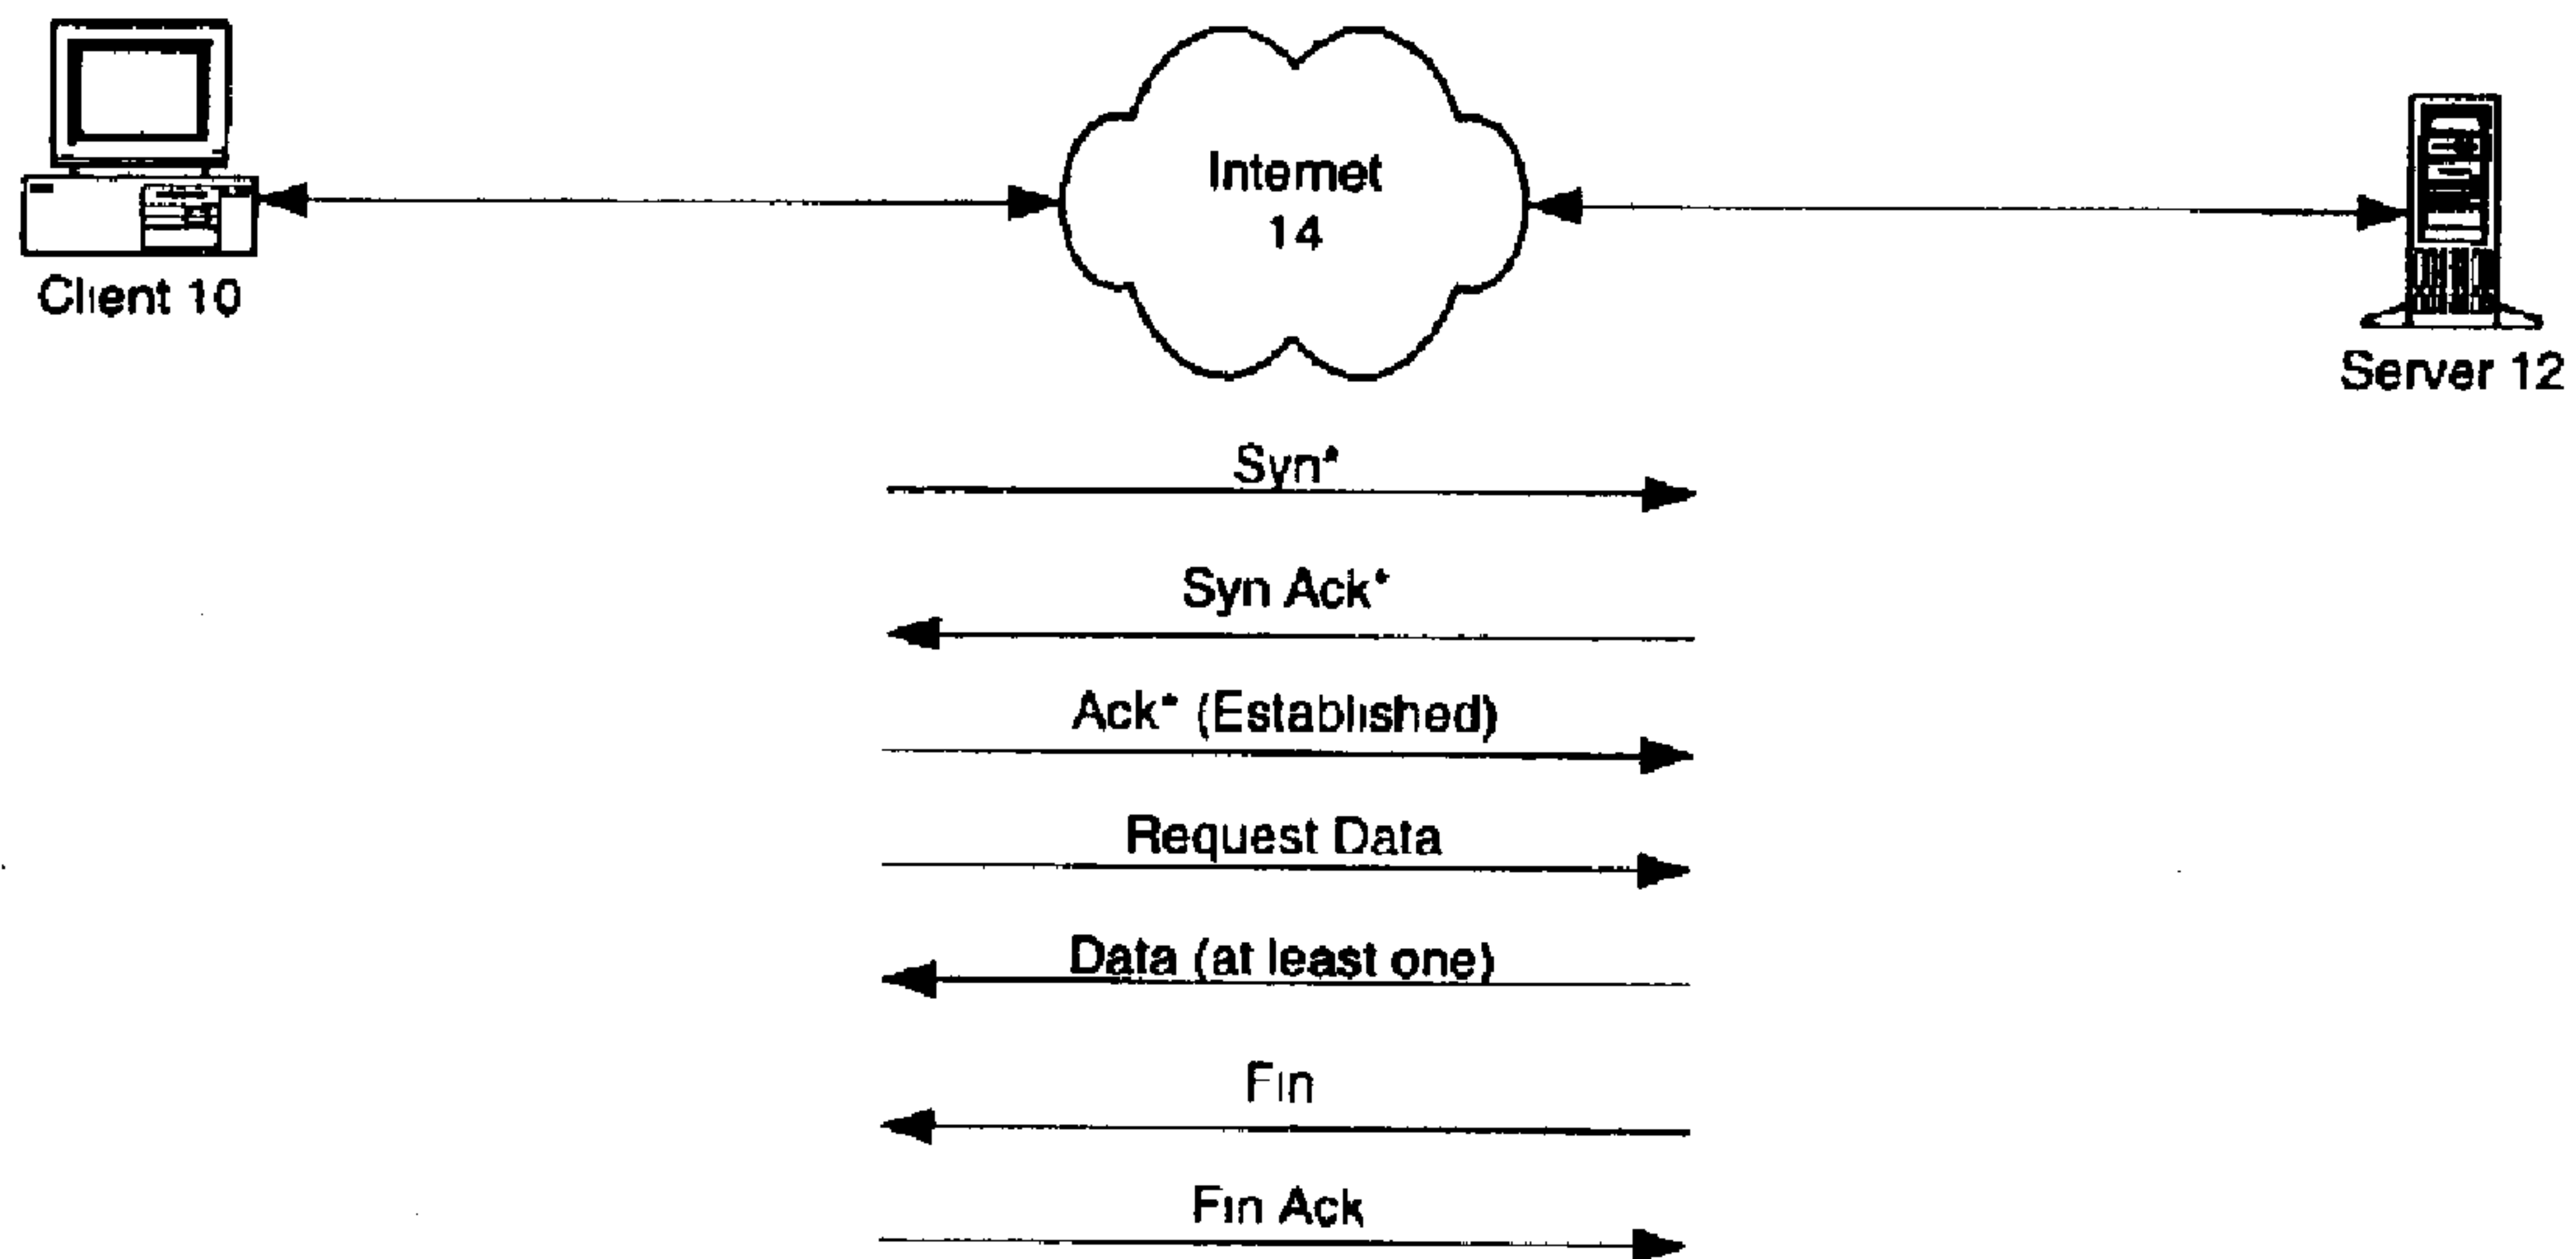 Internet
14
Client 10
Server 12
Syn*
Syn Ack*
Ack* (Established)
Request Data
Data (at least one)
Fin
Fin Ack